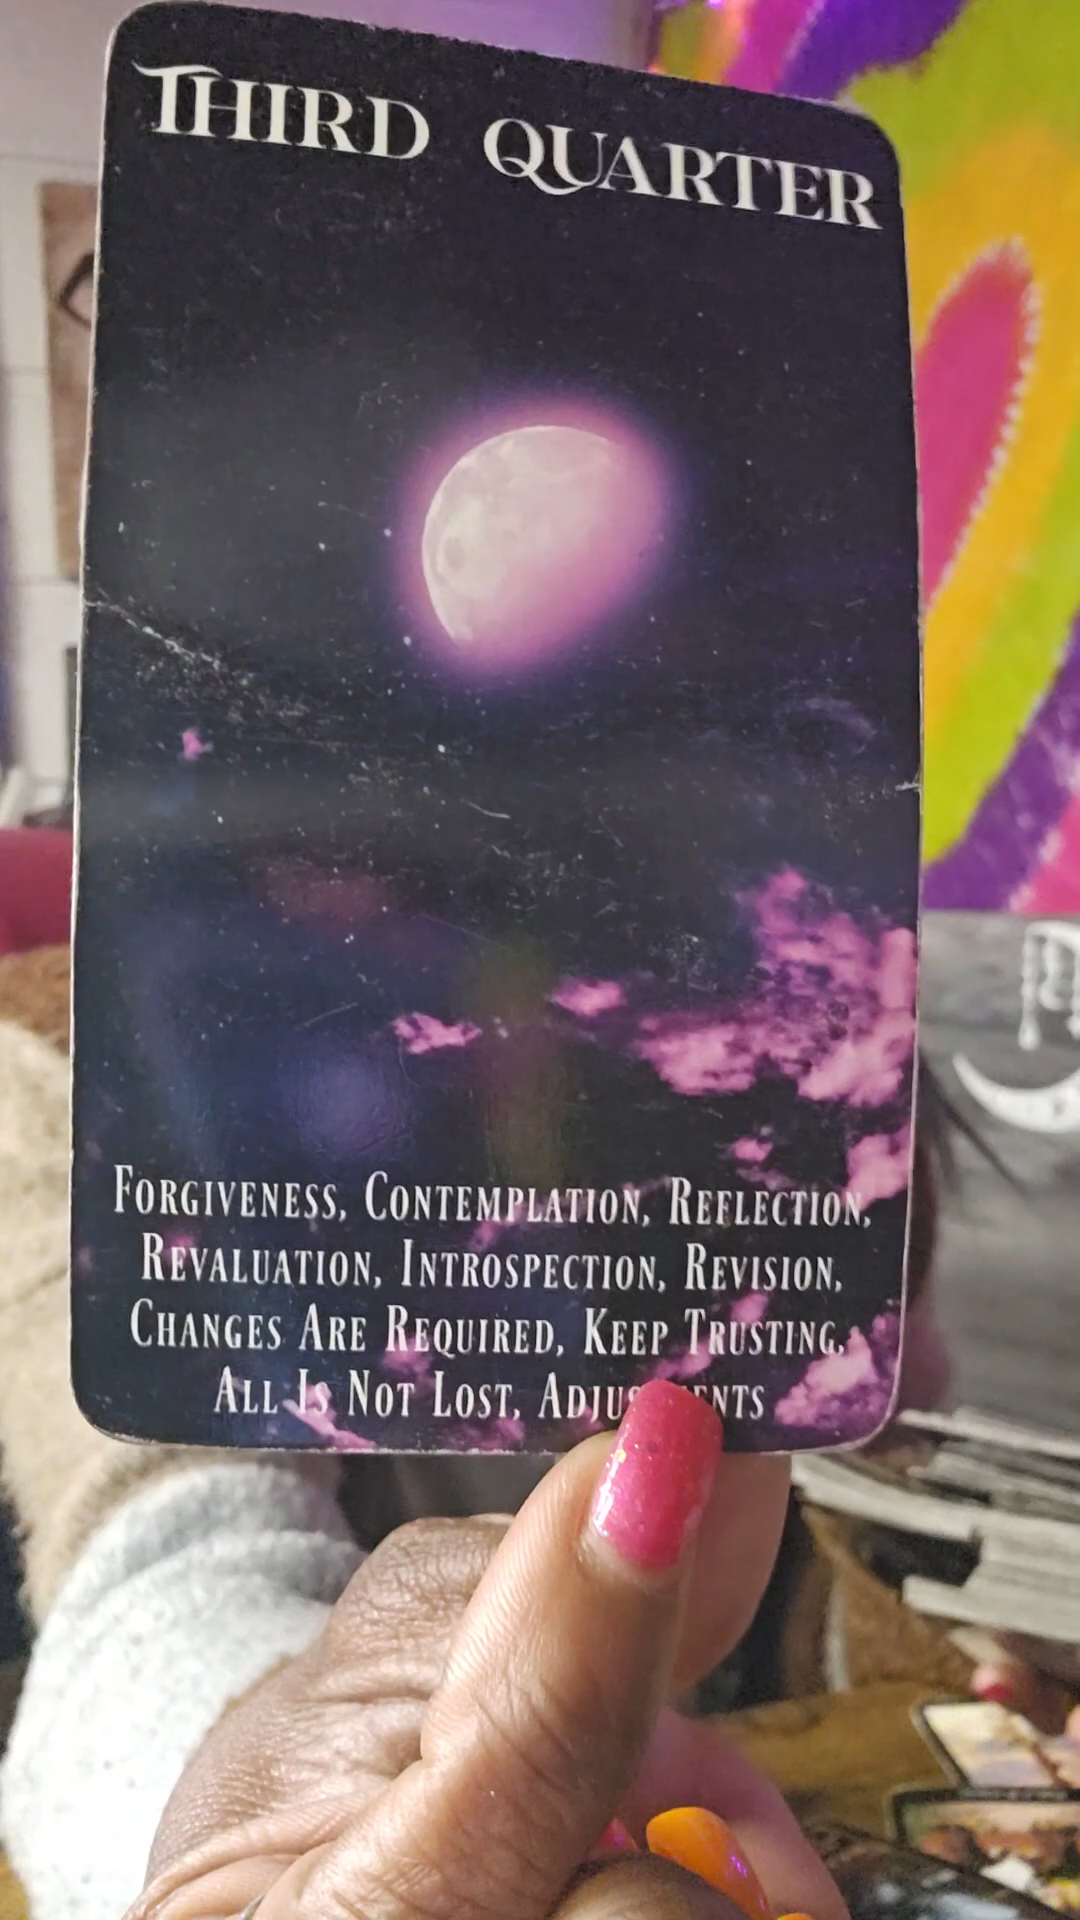 THIRD QUARTER
FORGIVENESS, CONTEMPLATION, REFLECTION,
REVALUATION, INTROSPECTION, REVISION,
CHANGES ARE REQUIRED, KEEP TRUSTING,
ALL IS NOT LOST,